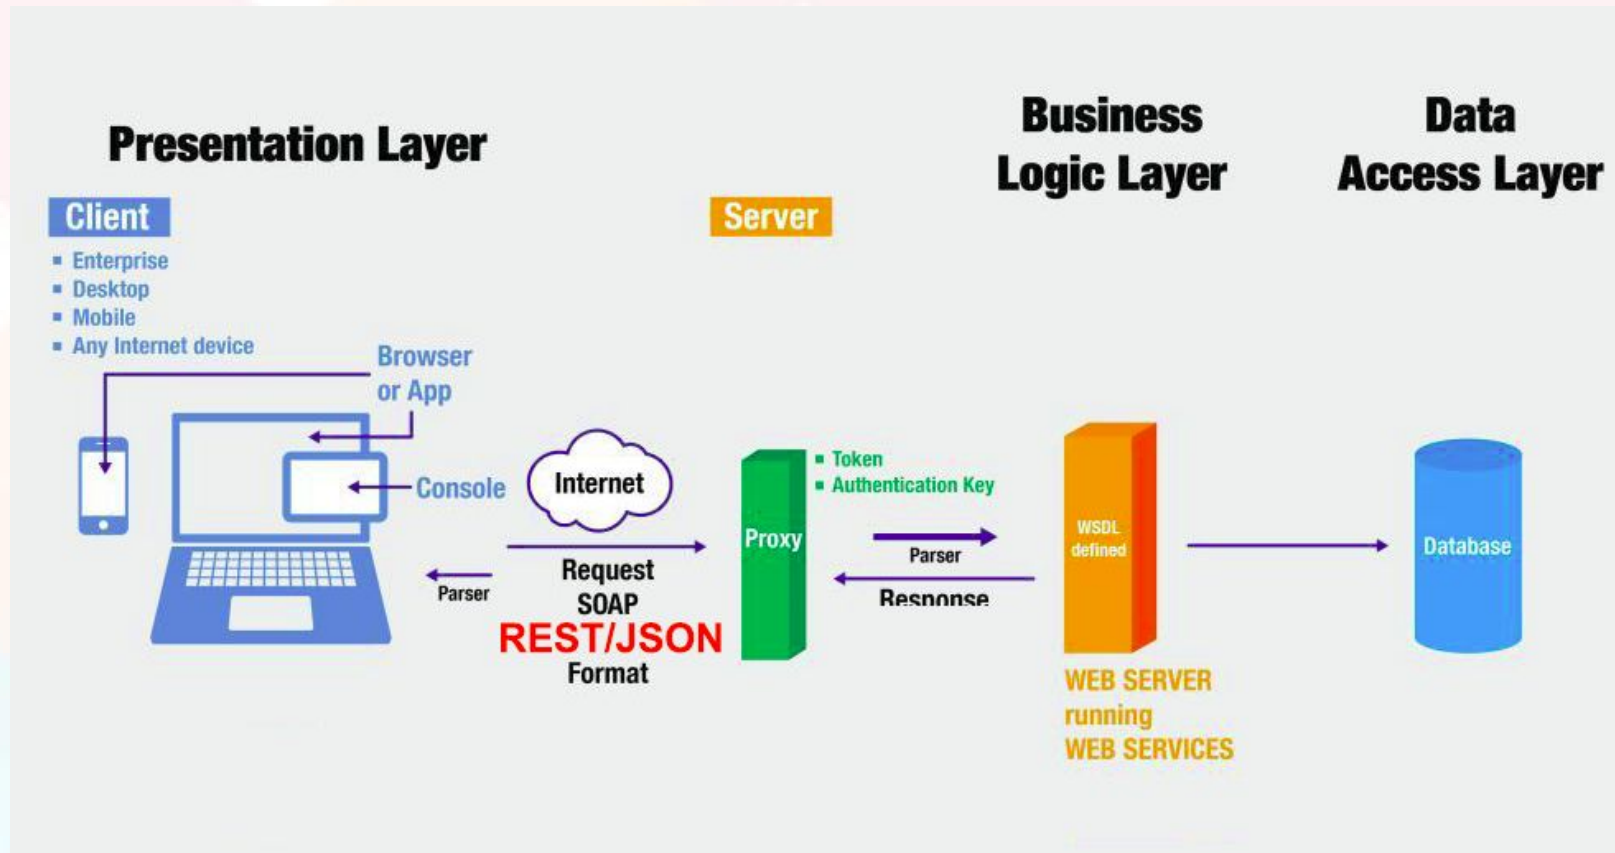 Presentation Layer
Business
Logic Layer
Data
Access Layer
Client
Server
Enterprise
Desktop
Mobile
Any Internet device
Browser
or App
Console
Internet
Token
Authentication Key
Proxy
Parser
Request
SOAP
REST/JSON
Format
Parser
Response
WSDL
defined
Database
WEB SERVER
running
WEB SERVICES